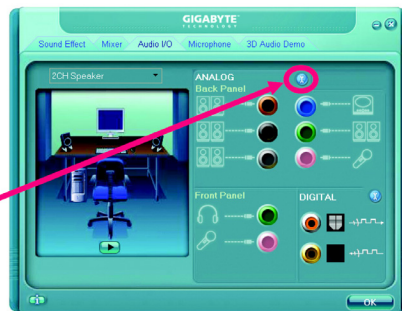 GIGABYTE
TECHNOLOGY
Sound Effect Mixer Audio I/O Microphone 3D Audio Demo
2CH Speaker
ANALOG
Back Panel
Front Panel
DIGITAL
OK